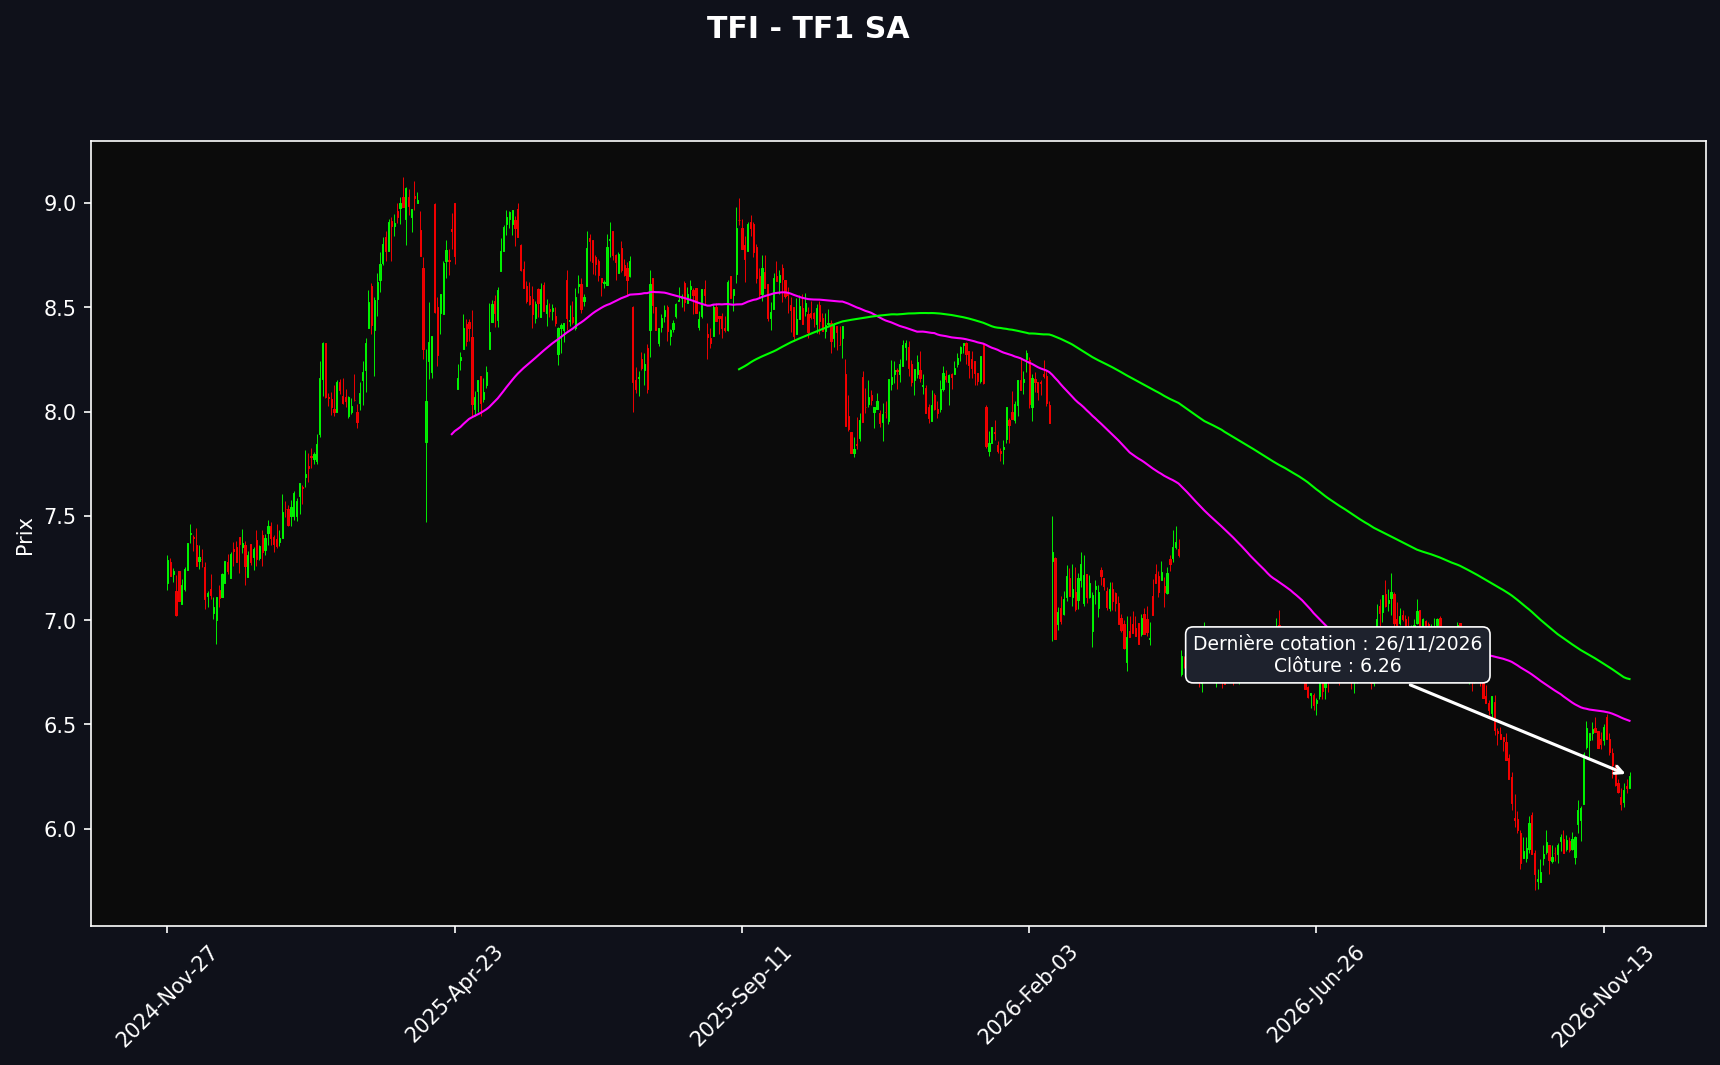 TFI - TF1 SA
Prix
9.0
8.5
8.0
7.5
7.0
6.5
6.0
Dernière cotation : 26/11/2026
Clôture : 6.26
2024-Nov-27
2025-Apr-23
2025-Sep-11
2026-Feb-03
2026-Jun-26
2026-Nov-13